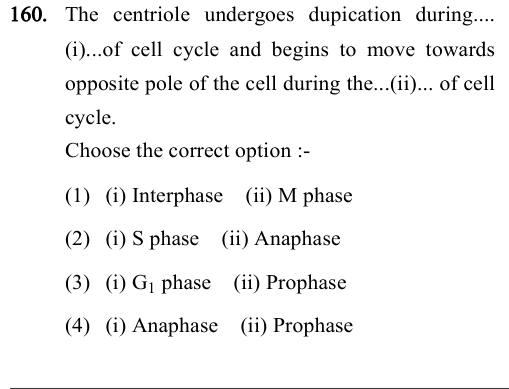 160. The centriole undergoes dupication during....
(i)...of cell cycle and begins to move towards
opposite pole of the cell during the...(ii)... of cell
cycle.
Choose the correct option :-
(1) (i) Interphase (ii) M phase
(2) (i) S phase (ii) Anaphase
(3) (i) G₁ phase (ii) Prophase
(4) (i) Anaphase (ii) Prophase